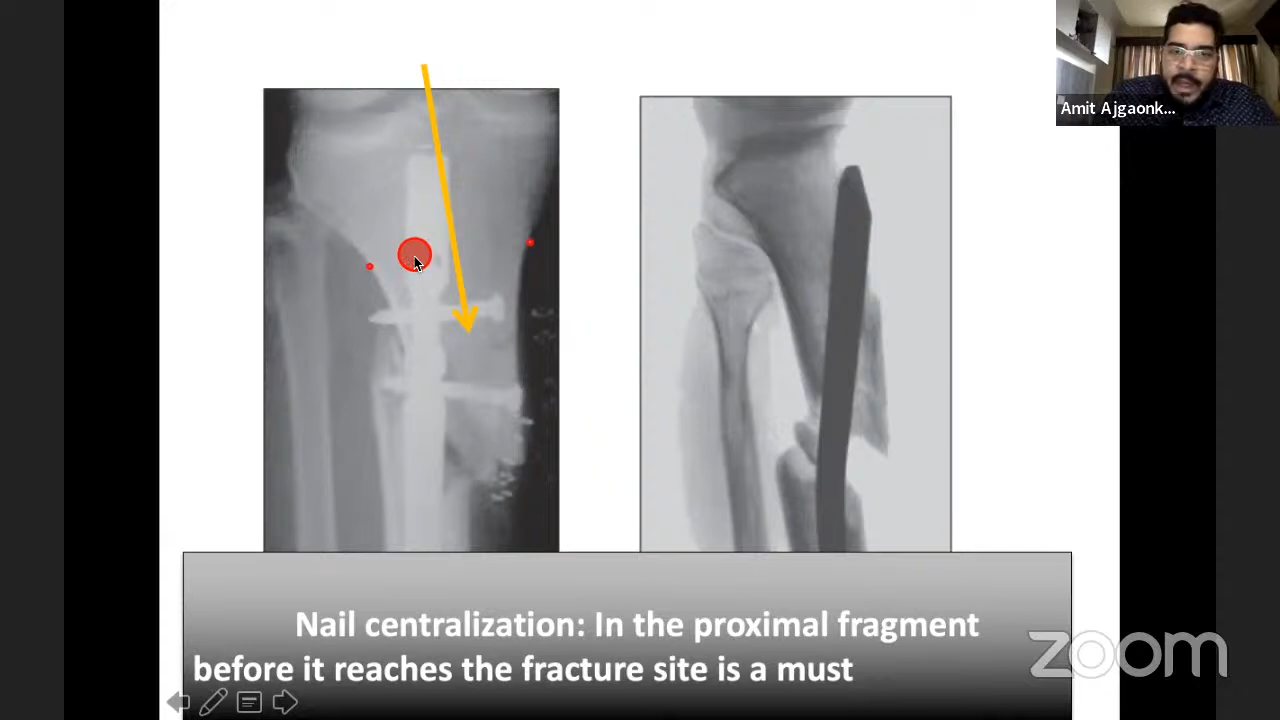 Amit Ajgaonk...
Nail centralization: In the proximal fragment
before it reaches the fracture site is a must
zoom